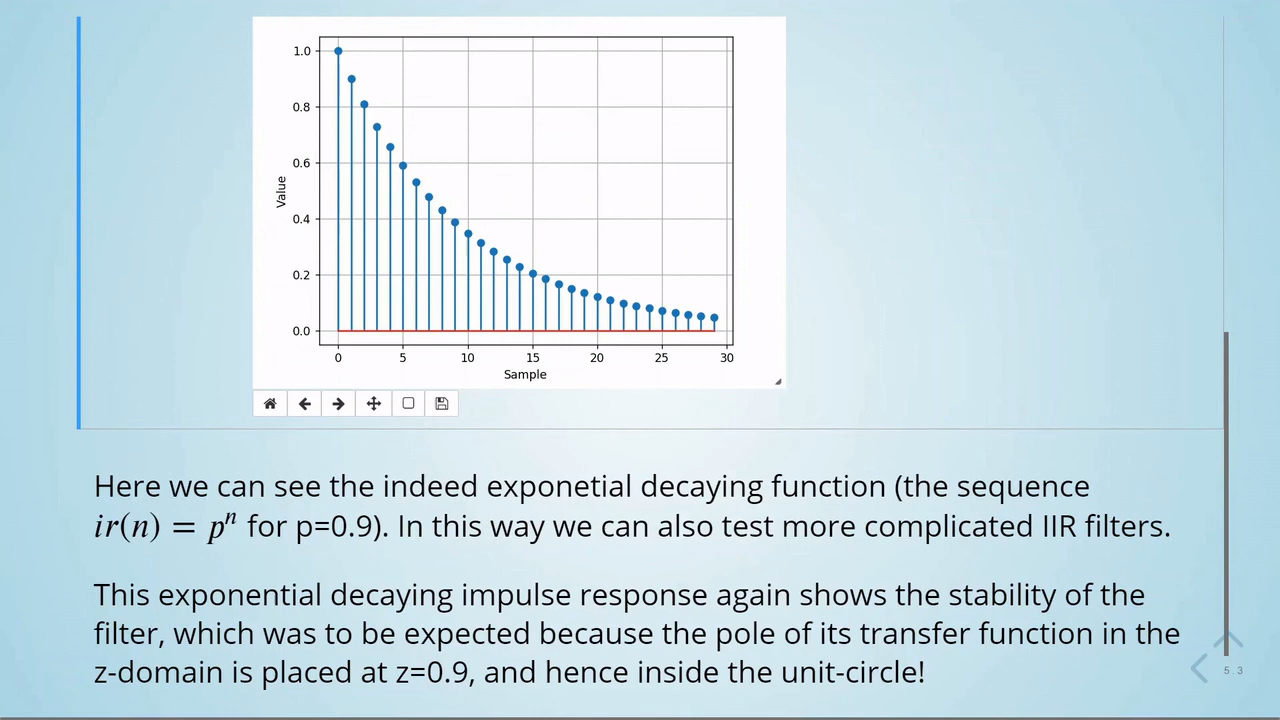 1.0
0.8
0.6
0.4
0.2
0.0
Value
0 5 10 15 20 25 30
Sample
Here we can see the indeed exponetial decaying function (the sequence
ir(n) = pⁿ for p=0.9). In this way we can also test more complicated IIR filters.
This exponential decaying impulse response again shows the stability of the
filter, which was to be expected because the pole of its transfer function in the
z-domain is placed at z=0.9, and hence inside the unit-circle!
5.3